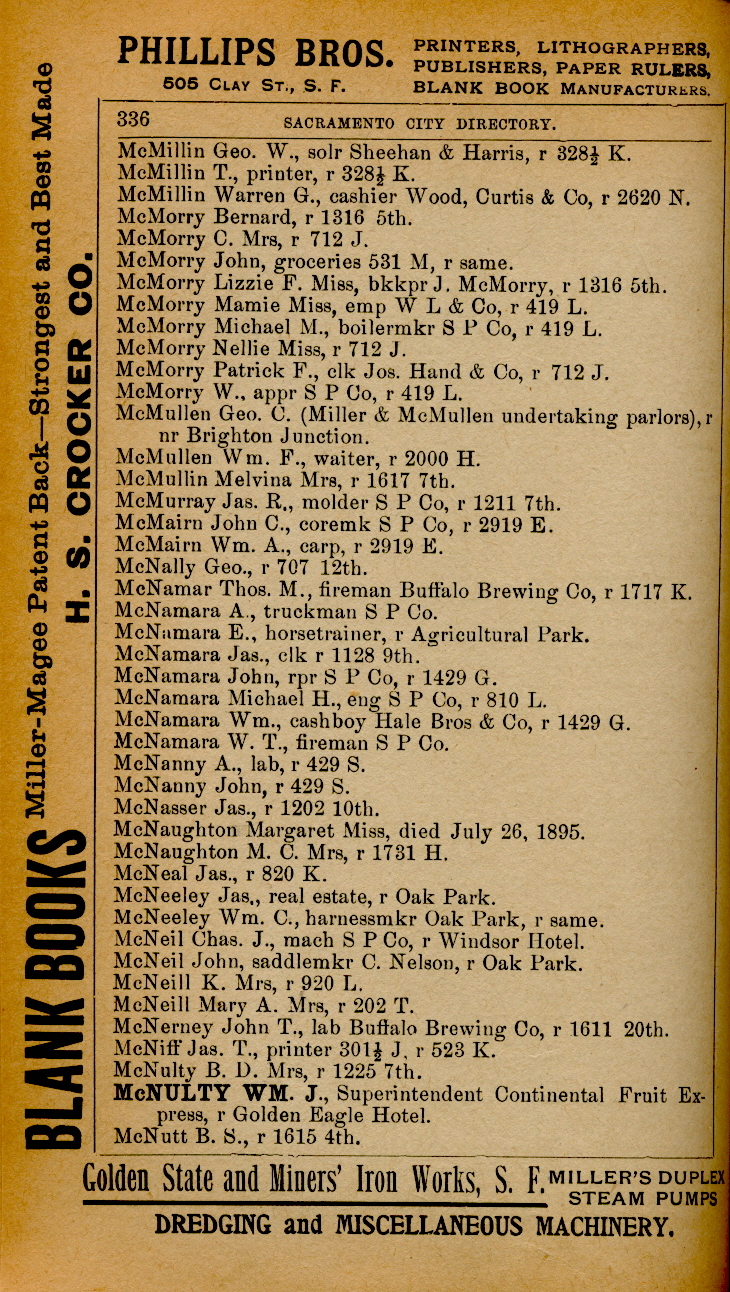 PHILLIPS BROS.
505 CLAY ST., S. F.
PRINTERS, LITHOGRAPHERS,
PUBLISHERS, PAPER RULERS,
BLANK BOOK MANUFACTURERS.
BLANK BOOKS
Miller-Magee Patent Back—Strongest and Best Made
H. S. CROCKER CO.
336
SACRAMENTO CITY DIRECTORY.
McMillin Geo. W., solr Sheehan & Harris, r 328½ K.
McMillin T., printer, r 328½ K.
McMillin Warren G., cashier Wood, Curtis & Co, r 2620 N.
McMorry Bernard, r 1316 5th.
McMorry C. Mrs, r 712 J.
McMorry John, groceries 531 M, r same.
McMorry Lizzie F. Miss, bkkpr J. McMorry, r 1316 5th.
McMorry Mamie Miss, emp W L & Co, r 419 L.
McMorry Michael M., boilermkr S P Co, r 419 L.
McMorry Nellie Miss, r 712 J.
McMorry Patrick F., clk Jos. Hand & Co, r 712 J.
McMorry W., appr S P Co, r 419 L.
McMullen Geo. C. (Miller & McMullen undertaking parlors), r
nr Brighton Junction.
McMullen Wm. F., waiter, r 2000 H.
McMullin Melvina Mrs, r 1617 7th.
McMurray Jas. R., molder S P Co, r 1211 7th.
McMairn John C., coremk S P Co, r 2919 E.
McMairn Wm. A., carp, r 2919 E.
McNally Geo., r 707 12th.
McNamar Thos. M., fireman Buffalo Brewing Co, r 1717 K.
McNamara A., truckman S P Co.
McNamara E., horsetrainer, r Agricultural Park.
McNamara Jas., clk r 1128 9th.
McNamara John, rpr S P Co, r 1429 G.
McNamara Michael H., eng S P Co, r 810 L.
McNamara Wm., cashboy Hale Bros & Co, r 1429 G.
McNamara W. T., fireman S P Co.
McNanny A., lab, r 429 S.
McNanny John, r 429 S.
McNasser Jas., r 1202 10th.
McNaughton Margaret Miss, died July 26, 1895.
McNaughton M. C. Mrs, r 1731 H.
McNeal Jas., r 820 K.
McNeeley Jas., real estate, r Oak Park.
McNeeley Wm. C., harnessmkr Oak Park, r same.
McNeil Chas. J., mach S P Co, r Windsor Hotel.
McNeil John, saddlemkr C. Nelson, r Oak Park.
McNeill K. Mrs, r 920 L.
McNeill Mary A. Mrs, r 202 T.
McNerney John T., lab Buffalo Brewing Co, r 1611 20th.
McNiff Jas. T., printer 301½ J, r 523 K.
McNulty B. D. Mrs, r 1225 7th.
McNULTY WM. J., Superintendent Continental Fruit Ex-
press, r Golden Eagle Hotel.
McNutt B. S., r 1615 4th.
Golden State and Miners' Iron Works, S. F.
MILLER'S DUPLEX
STEAM PUMPS
DREDGING and MISCELLANEOUS MACHINERY.